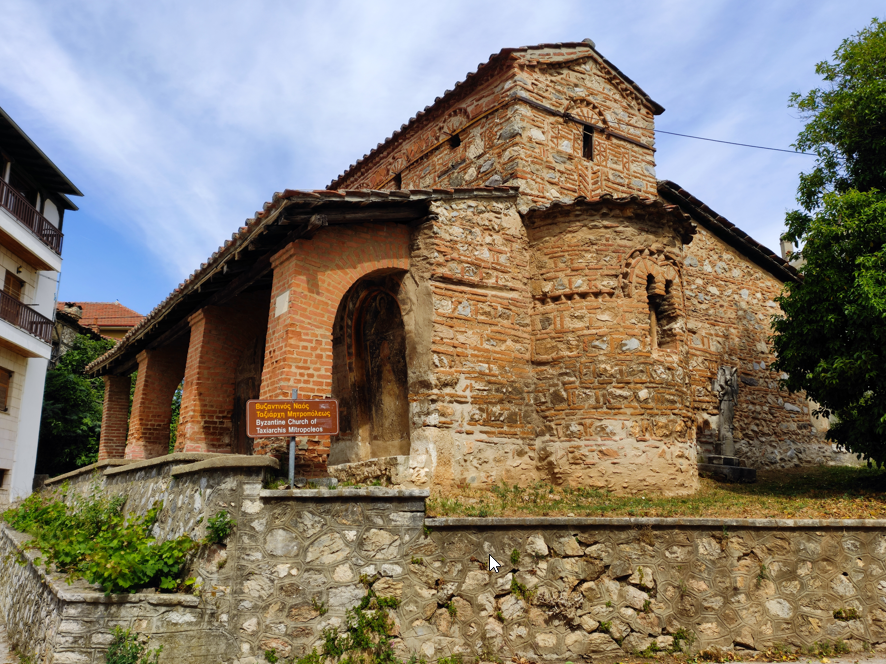 Βυζαντινός Ναός
Ταξιάρχη Μητροπόλεως
Byzantine Church of
Taxiarchis Mitropoleos